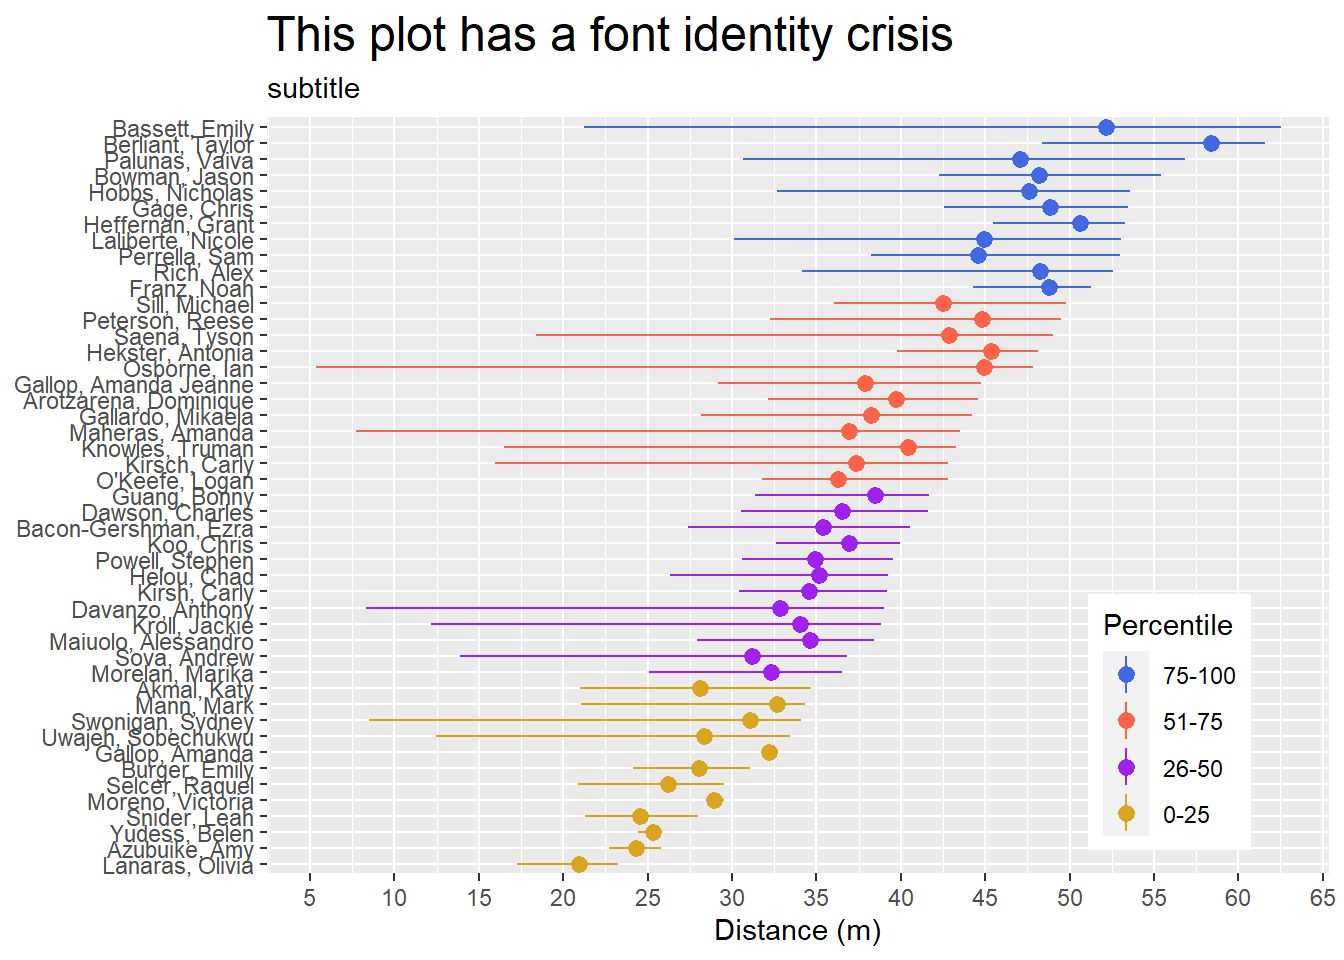 This plot has a font identity crisis
subtitle
Bassett, Emily
Berliant, Taylor
Palunas, Vaiva
Bowman, Jason
Hobbs, Nicholas
Gage, Chris
Heffernan, Grant
Laliberte, Nicole
Perrella, Sam
Rich, Alex
Franz, Noah
Sill, Michael
Peterson, Reese
Saena, Tyson
Hekster, Antonia
Osborne, Ian
Gallop, Amanda Jeanne
Arotzarena, Dominique
Gallardo, Mikaela
Maheras, Amanda
Knowles, Truman
Kirsch, Carly
O'Keefe, Logan
Guang, Bonny
Dawson, Charles
Bacon-Gershman, Ezra
Koo, Chris
Powell, Stephen
Helou, Chad
Kirsh, Carly
Davanzo, Anthony
Kroll, Jackie
Maiuolo, Alessandro
Sova, Andrew
Morelan, Marika
Akmal, Katy
Mann, Mark
Swonigan, Sydney
Uwajeh, Sobechukwu
Gallop, Amanda
Burger, Emily
Selcer, Raquel
Moreno, Victoria
Snider, Leah
Yudess, Belen
Azubuike, Amy
Lanaras, Olivia
Percentile
75-100
51-75
26-50
0-25
5 10 15 20 25 30 35 40 45 50 55 60 65
Distance (m)